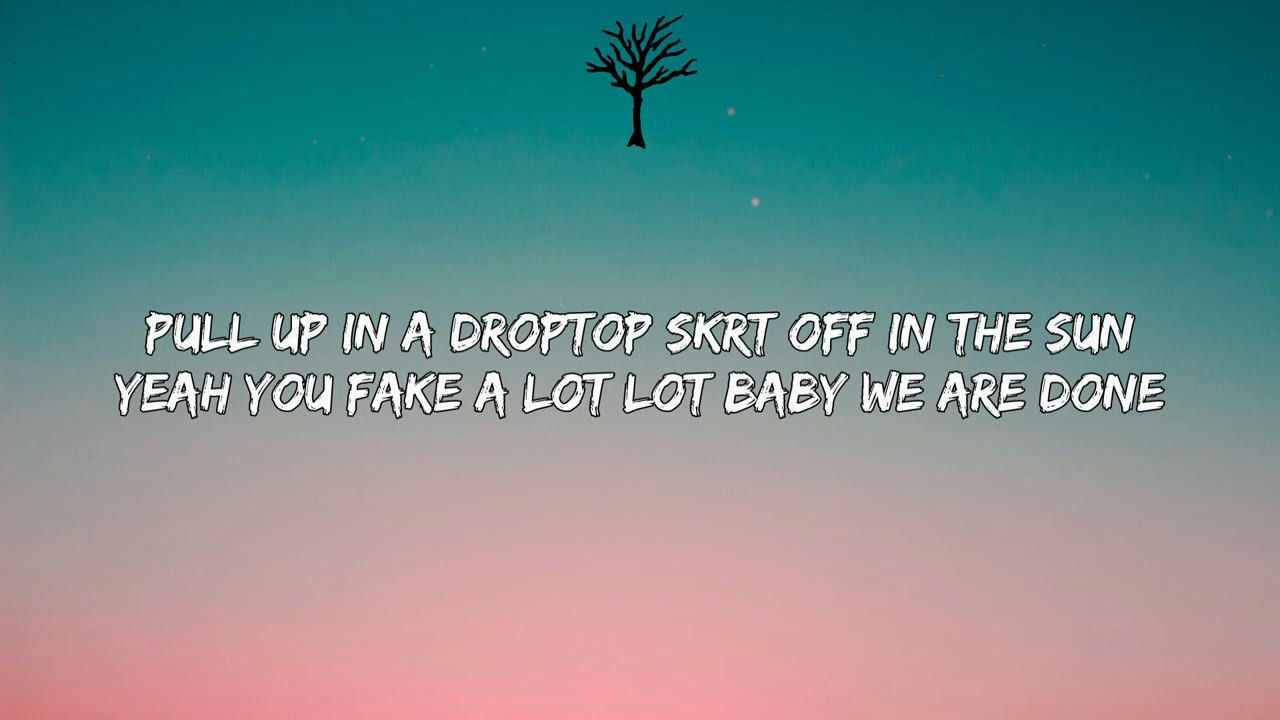 PULL UP IN A DROPTOP SKRT OFF IN THE SUN
YEAH YOU FAKE A LOT LOT BABY WE ARE DONE